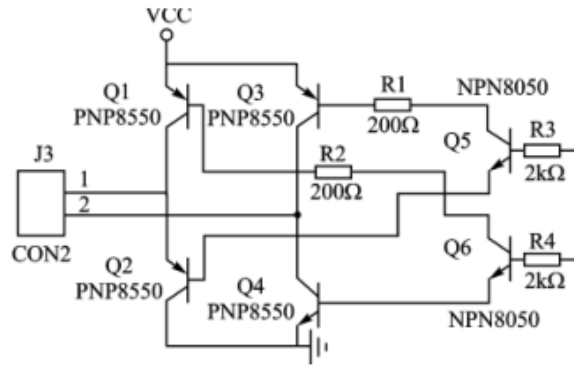 VCC
Q1
PNP8550
Q3
PNP8550
R1
200Ω
NPN8050
Q5
R3
2kΩ
J3
1
2
CON2
R2
200Ω
Q2
PNP8550
Q4
PNP8550
Q6
R4
2kΩ
NPN8050